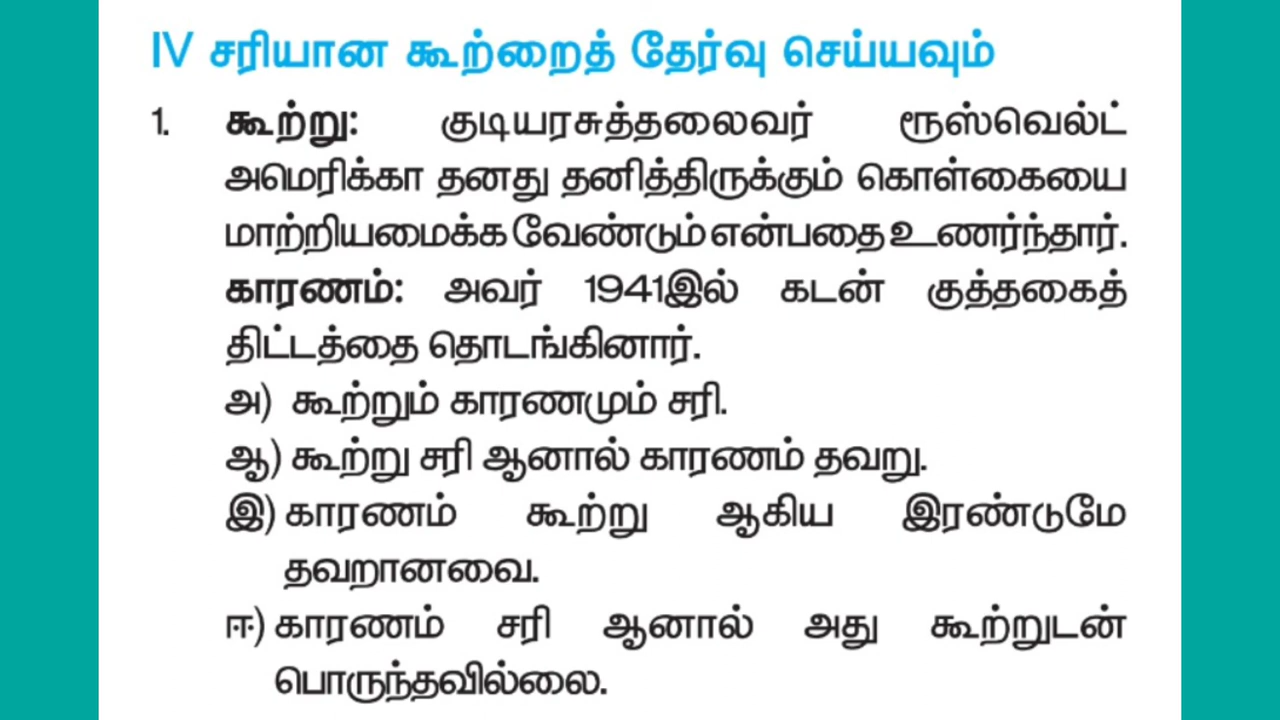 IV சரியான கூற்றைத் தேர்வு செய்யவும்
1. கூற்று: குடியரசுத்தலைவர் ரூஸ்வெல்ட்
அமெரிக்கா தனது தனித்திருக்கும் கொள்கையை
மாற்றியமைக்க வேண்டும் என்பதை உணர்ந்தார்.
காரணம்: அவர் 1941இல் கடன் குத்தகைத்
திட்டத்தை தொடங்கினார்.
அ) கூற்றும் காரணமும் சரி.
ஆ) கூற்று சரி ஆனால் காரணம் தவறு.
இ) காரணம் கூற்று ஆகிய இரண்டுமே
தவறானவை.
ஈ) காரணம் சரி ஆனால் அது கூற்றுடன்
பொருந்தவில்லை.